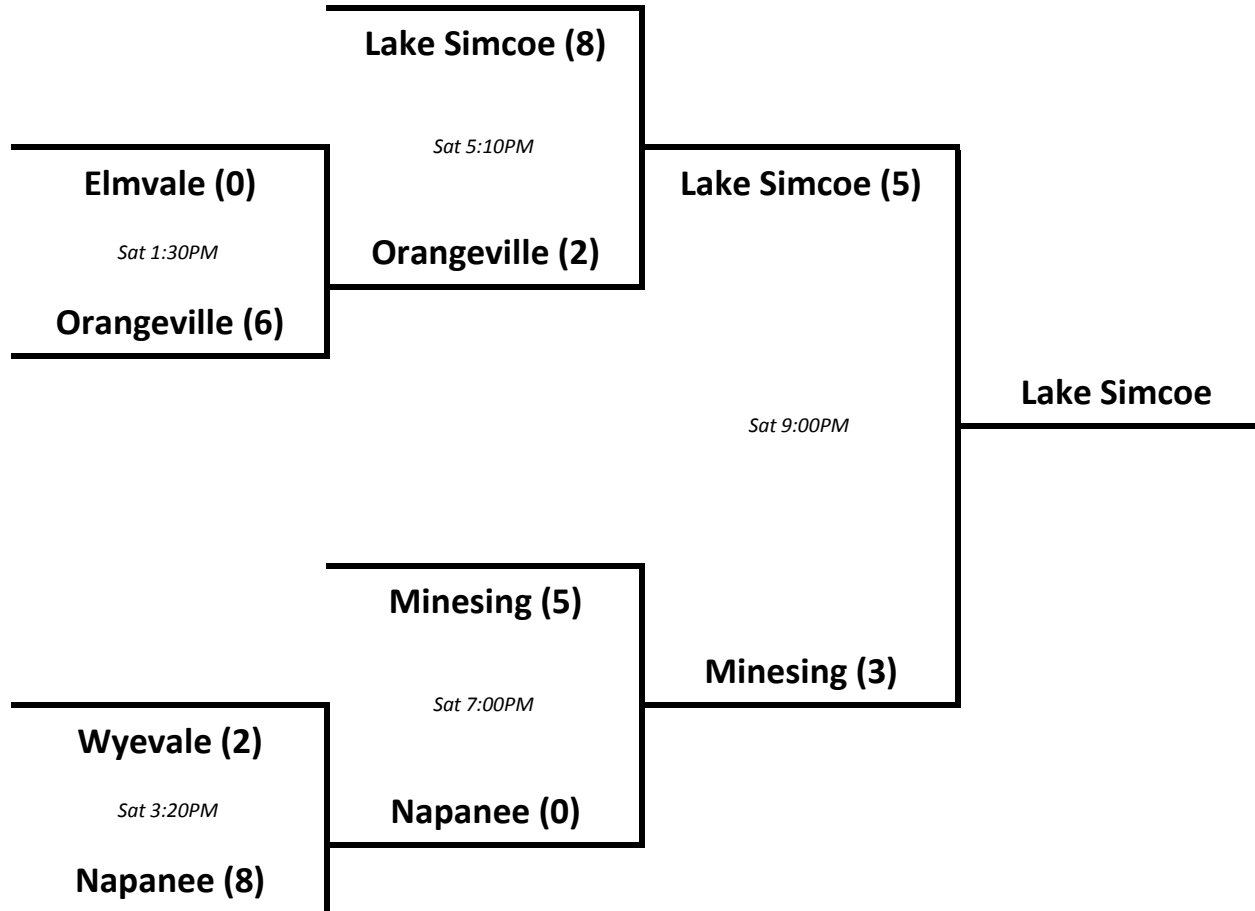 Lake Simcoe (8)
Sat 5:10PM
Elmvale (0)
Lake Simcoe (5)
Sat 1:30PM
Orangeville (2)
Orangeville (6)
Lake Simcoe
Sat 9:00PM
Minesing (5)
Minesing (3)
Sat 7:00PM
Wyevale (2)
Sat 3:20PM
Napanee (0)
Napanee (8)